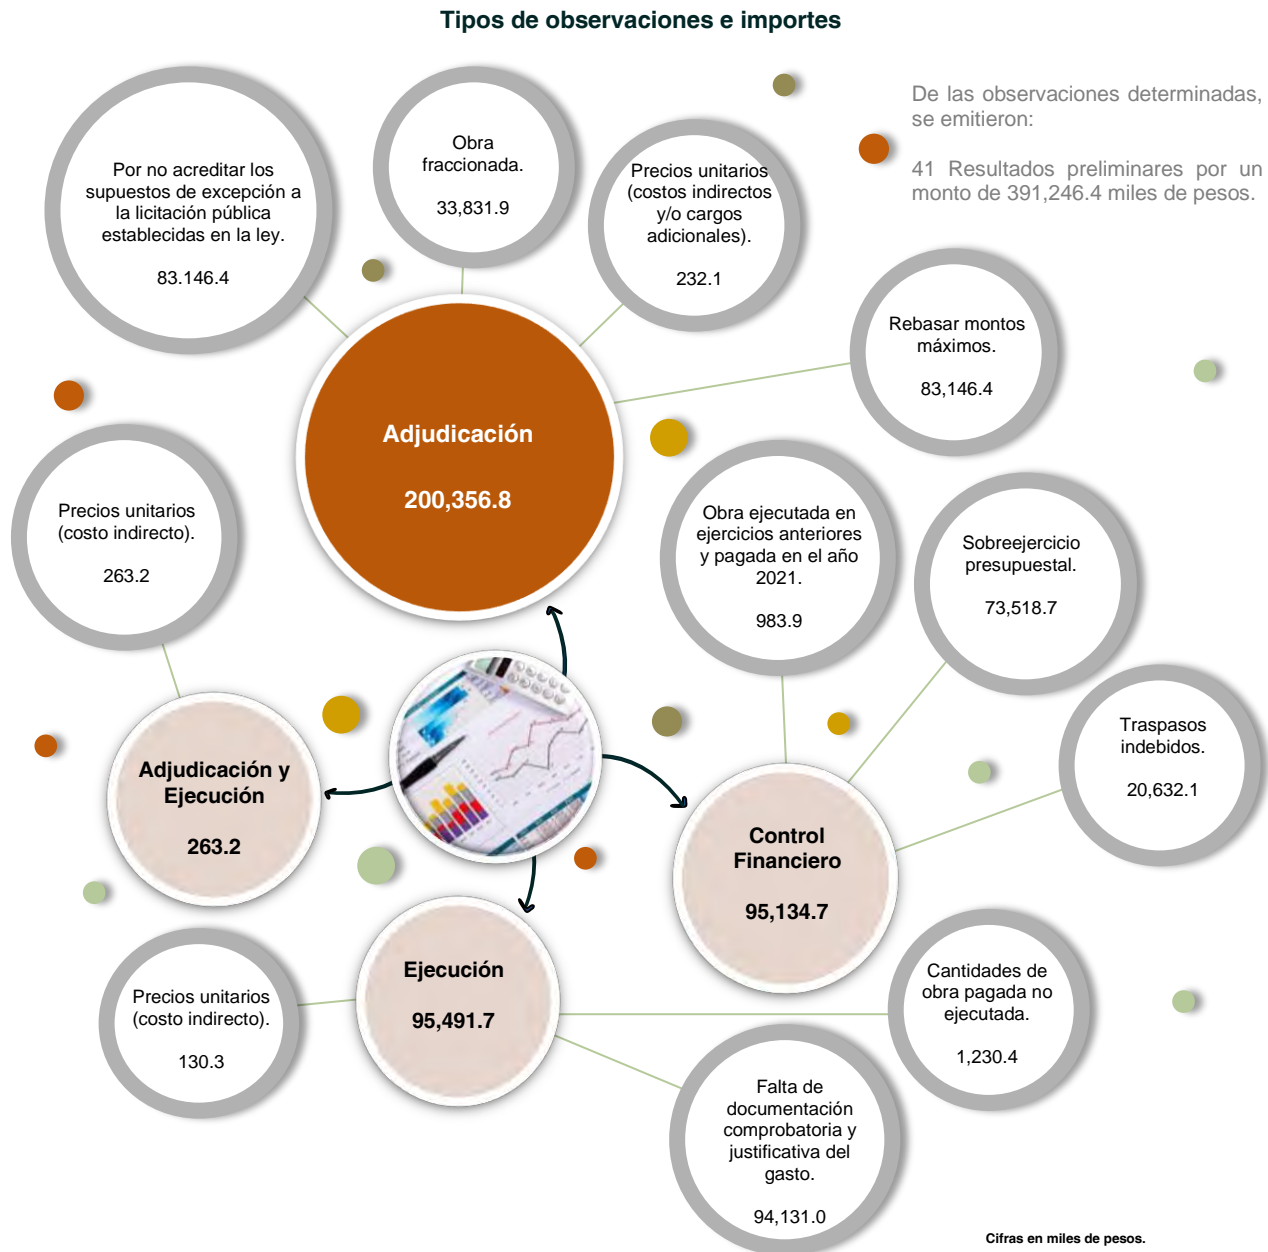 Tipos de observaciones e importes
De las observaciones determinadas,
se emitieron:
41 Resultados preliminares por un
monto de 391,246.4 miles de pesos.
Por no acreditar los
supuestos de excepción a
la licitación pública
establecidas en la ley.
83.146.4
Obra
fraccionada.
33,831.9
Precios unitarios
(costos indirectos
y/o cargos
adicionales).
232.1
Rebasar montos
máximos.
83,146.4
Adjudicación
200,356.8
Precios unitarios
(costo indirecto).
263.2
Obra ejecutada en
ejercicios anteriores
y pagada en el año
2021.
983.9
Sobreejercicio
presupuestal.
73,518.7
Traspasos
indebidos.
20,632.1
Adjudicación y
Ejecución
263.2
Control
Financiero
95,134.7
Ejecución
95,491.7
Precios unitarios
(costo indirecto).
130.3
Cantidades de
obra pagada no
ejecutada.
1,230.4
Falta de
documentación
comprobatoria y
justificativa del
gasto.
94,131.0
Cifras en miles de pesos.